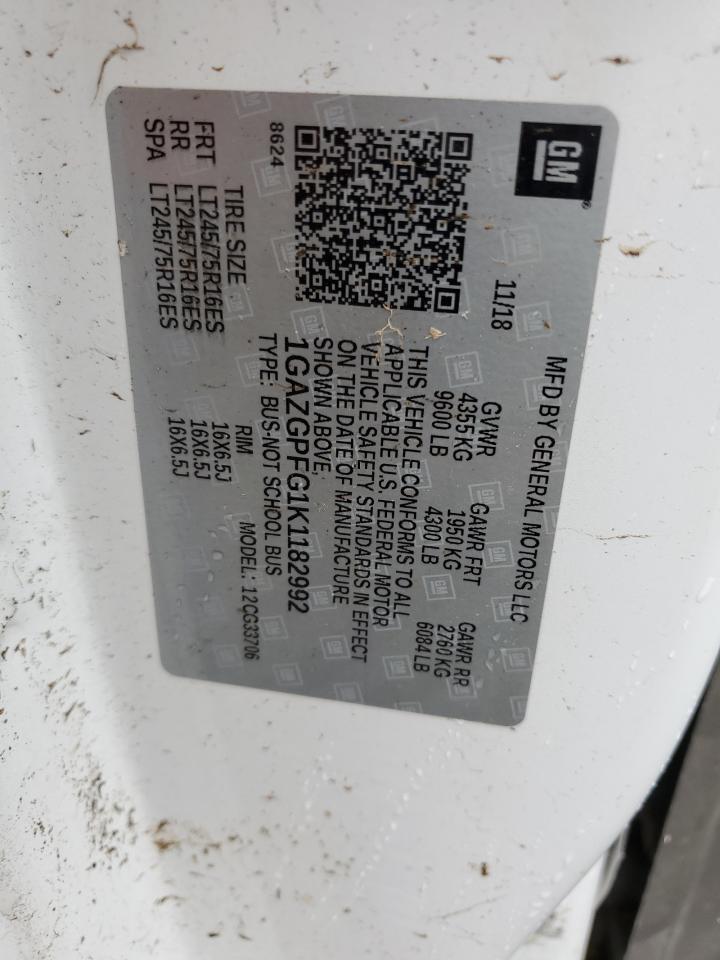 GM
MFD BY GENERAL MOTORS LLC
11/18
GVWR GAWR FRT GAWR RR
4355 KG 1950 KG 2760 KG
9600 LB 4300 LB 6084 LB
THIS VEHICLE CONFORMS TO ALL
APPLICABLE U.S. FEDERAL MOTOR
VEHICLE SAFETY STANDARDS IN EFFECT
ON THE DATE OF MANUFACTURE
SHOWN ABOVE.
8624
1GAZGPFG1K1182992
TYPE: BUS-NOT SCHOOL BUS
MODEL: 12 CG33706
TIRE SIZE RIM
FRT LT245/75R16ES 16X6.5J
RR LT245/75R16ES 16X6.5J
SPA LT245/75R16ES 16X6.5J